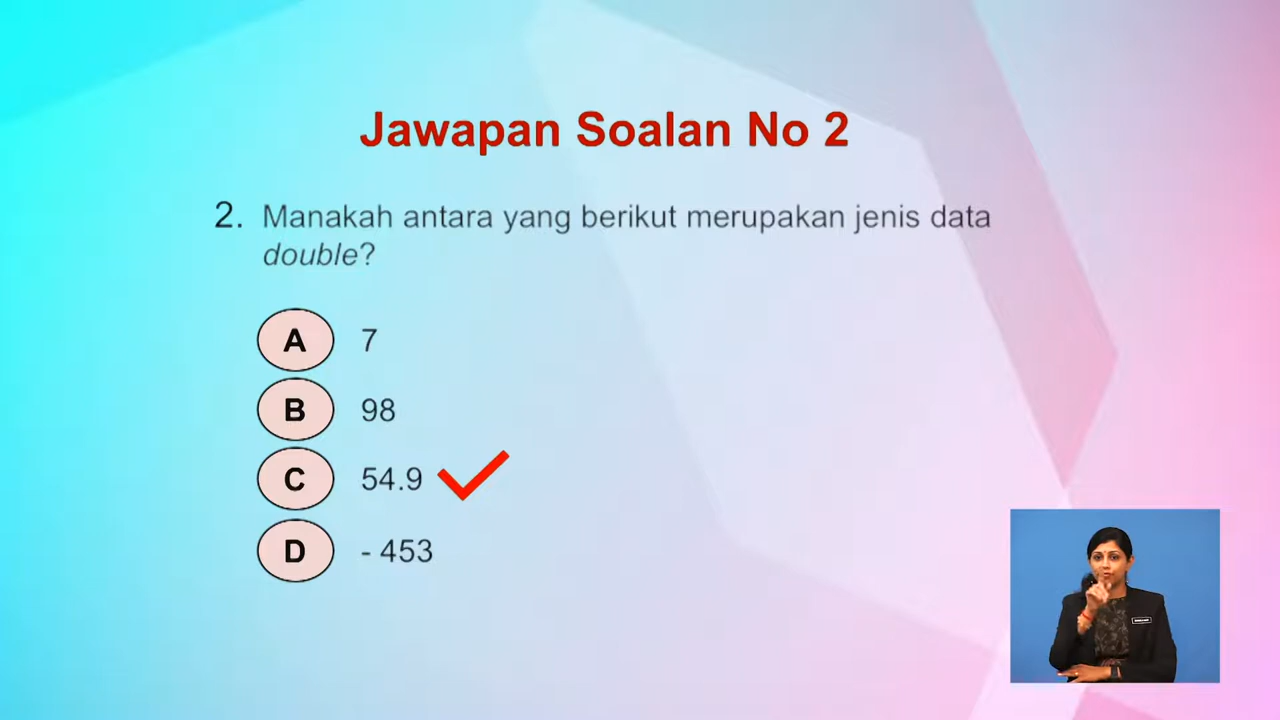 Jawapan Soalan No 2
2. Manakah antara yang berikut merupakan jenis data
double?
A 7
B 98
C 54.9
D - 453